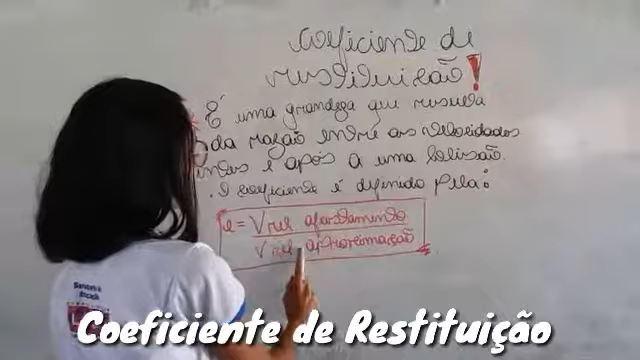 Coeficiente de
restituição!
É uma grandeza que resulta
da razão entre as velocidades
antes e após a uma colisão.
. O coeficiente é definido pela:
e = Vrel afastamento
Vrel aproximação
Coeficiente de Restituição